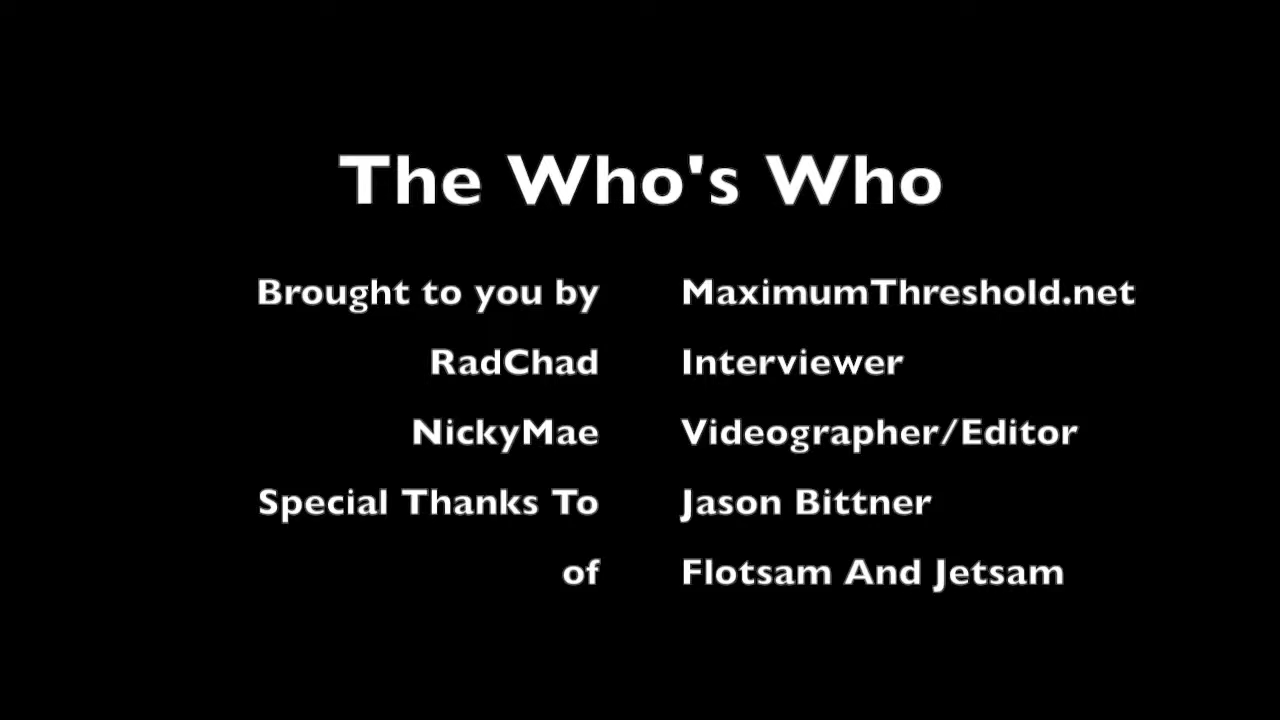 The Who's Who
Brought to you by MaximumThreshold.net
RadChad Interviewer
NickyMae Videographer/Editor
Special Thanks To Jason Bittner
of Flotsam And Jetsam